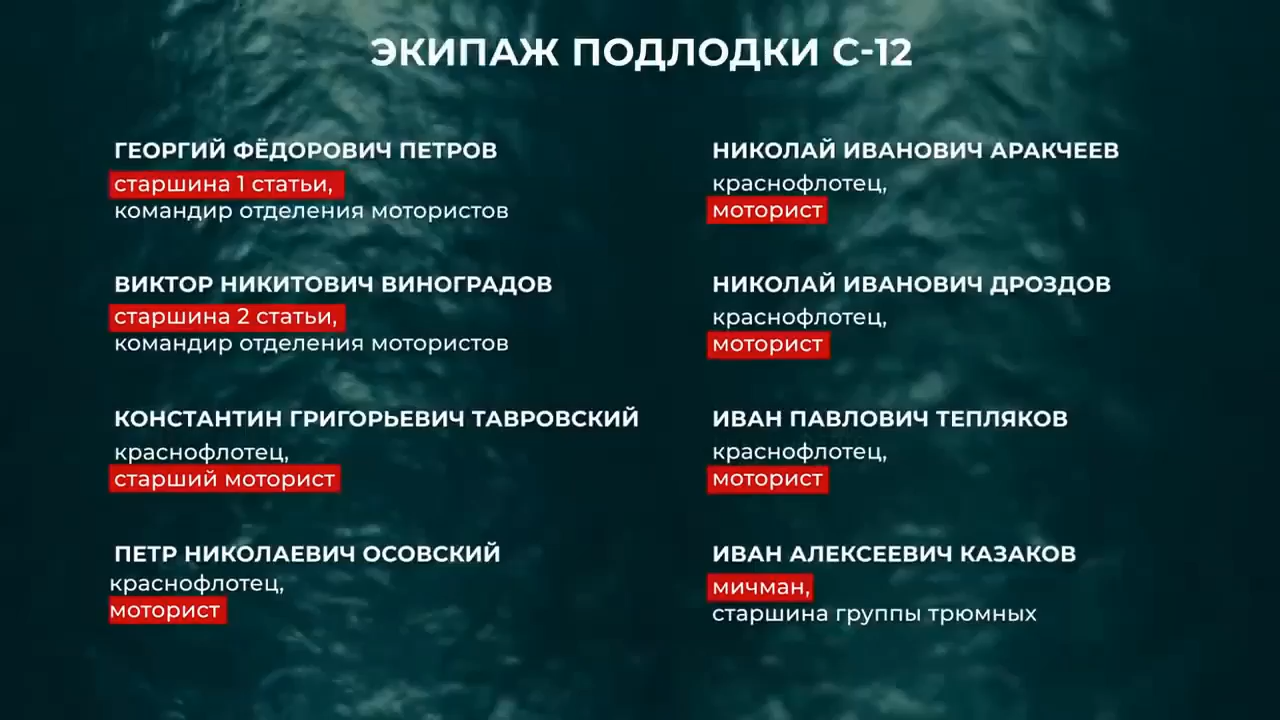 ЭКИПАЖ ПОДЛОДКИ С-12
ГЕОРГИЙ ФЁДОРОВИЧ ПЕТРОВ
старшина 1 статьи,
командир отделения мотористов
ВИКТОР НИКИТОВИЧ ВИНОГРАДОВ
старшина 2 статьи,
командир отделения мотористов
КОНСТАНТИН ГРИГОРЬЕВИЧ ТАВРОВСКИЙ
краснофлотец,
старший моторист
ПЕТР НИКОЛАЕВИЧ ОСОВСКИЙ
краснофлотец,
моторист
НИКОЛАЙ ИВАНОВИЧ АРАКЧЕЕВ
краснофлотец,
моторист
НИКОЛАЙ ИВАНОВИЧ ДРОЗДОВ
краснофлотец,
моторист
ИВАН ПАВЛОВИЧ ТЕПЛЯКОВ
краснофлотец,
моторист
ИВАН АЛЕКСЕЕВИЧ КАЗАКОВ
мичман,
старшина группы трюмных